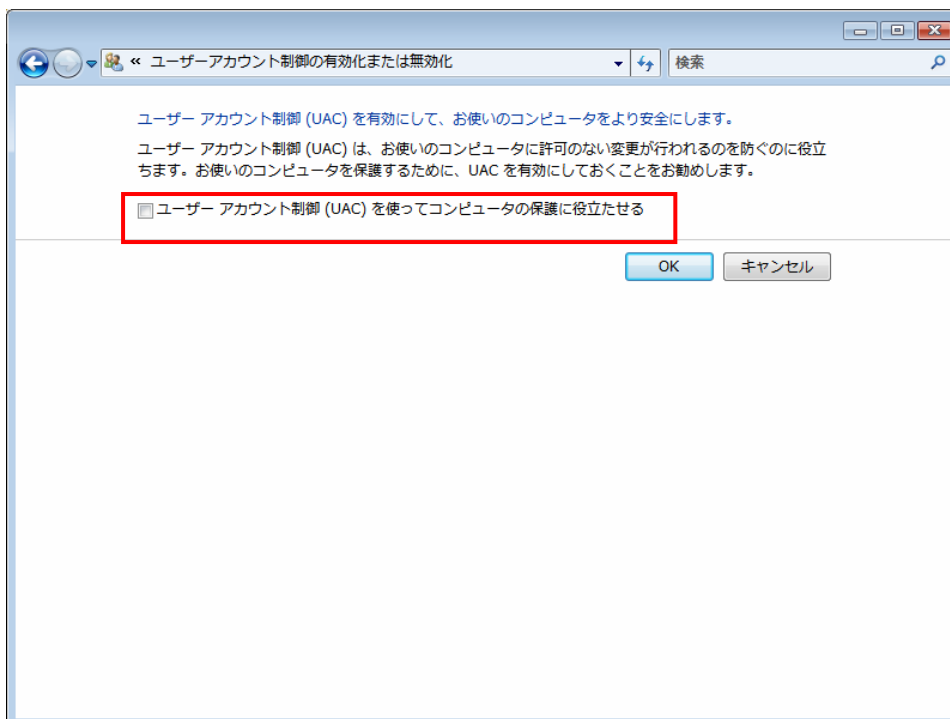 « ユーザーアカウント制御の有効化または無効化
検索
ユーザー アカウント制御 (UAC) を有効にして、お使いのコンピュータをより安全にします。
ユーザー アカウント制御 (UAC) は、お使いのコンピュータに許可のない変更が行われるのを防ぐのに役立
ちます。お使いのコンピュータを保護するために、UAC を有効にしておくことをお勧めします。
ユーザー アカウント制御 (UAC) を使ってコンピュータの保護に役立たせる
OK
キャンセル